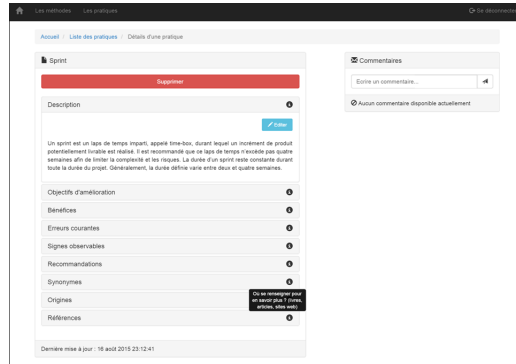 Les méthodes Les pratiques Se déconnecter
Accueil / Liste des pratiques / Détails d'une pratique
Sprint
Supprimer
Description
Editer
Un sprint est un laps de temps imparti, appelé time-box, durant lequel un incrément de produit
potentiellement livrable est réalisé. Il est recommandé que ce laps de temps n'excède pas quatre
semaines afin de limiter la complexité et les risques. La durée d'un sprint reste constante durant
toute la durée du projet. Généralement, la durée définie varie entre deux et quatre semaines.
Objectifs d'amélioration
Bénéfices
Erreurs courantes
Signes observables
Recommandations
Synonymes
Origines
Où se renseigner pour
en savoir plus ? (livres,
articles, sites web)
Références
Dernière mise à jour : 16 août 2015 23:12:41
Commentaires
Ecrire un commentaire...
Aucun commentaire disponible actuellement